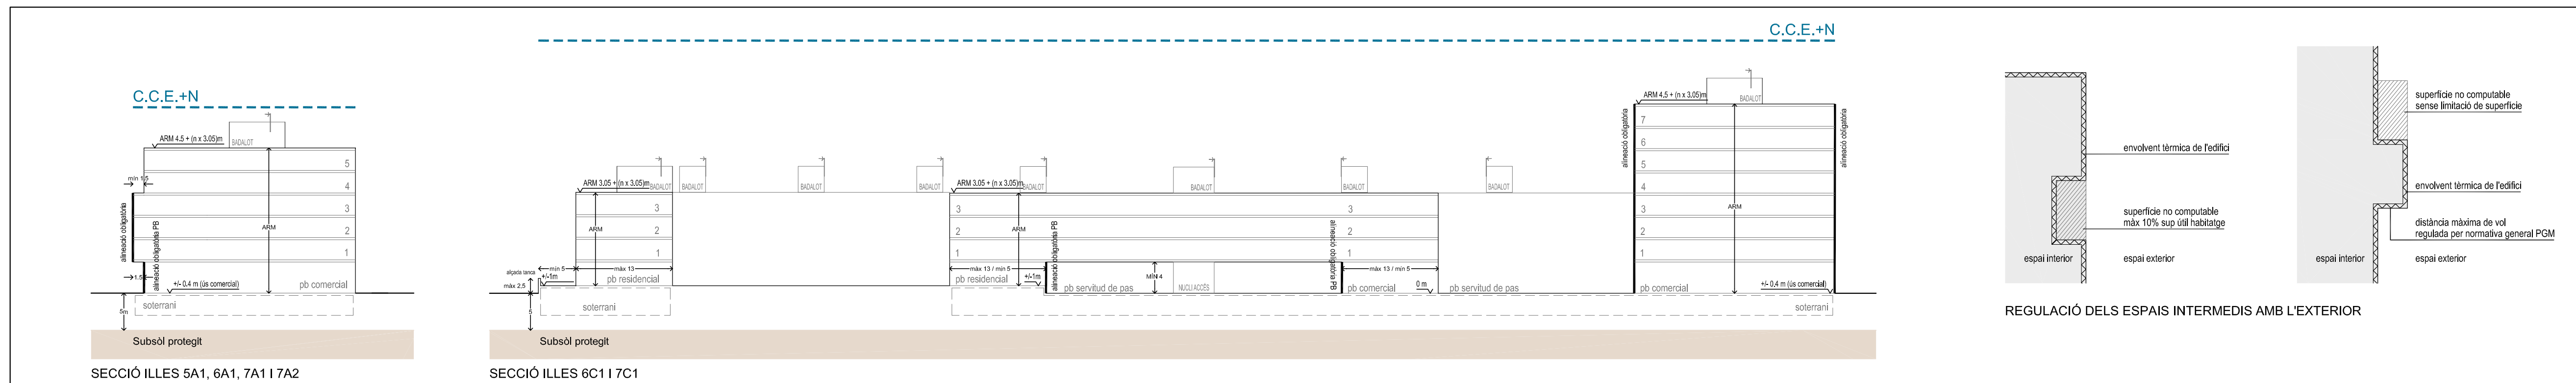 C.C.E.+N
ARM 4.5 + (n x 3.05)m
BADALOT
5
4
3
2
1
min 1.5
alineació obligatòria
ARM
1.5
alineació obligatòria PB
+/- 0.4 m (ús comercial)
pb comercial
soterrani
5m
Subsòl protegit
SECCIÓ ILLES 5A1, 6A1, 7A1 I 7A2
C.C.E.+N
ARM 3,05 + (n x 3,05)m
BADALOT
BADALOT
BADALOT
BADALOT
ARM 3,05 + (n x 3,05)m
BADALOT
BADALOT
BADALOT
BADALOT
ARM 4,5 + (n x 3,05)m
BADALOT
3
2
1
ARM
alçada tanca
màx 2.5
min 5
màx 13
+/-1m
pb residencial
soterrani
5
3
2
1
ARM
màx 13 / min 5
pb residencial
+/-1m
alineació obligatòria PB
pb servitud de pas
MÍN 4
NUCLI ACCÉS
3
2
1
alineació obligatòria PB
màx 13 / min 5
pb comercial
0 m
pb servitud de pas
alineació obligatòria
7
6
5
4
3
2
1
ARM
alineació obligatòria
pb comercial
+/- 0.4 m (ús comercial)
soterrani
Subsòl protegit
SECCIÓ ILLES 6C1 I 7C1
envolvent tèrmica de l'edifici
superfície no computable
màx 10% sup útil habitatge
espai interior
espai exterior
superfície no computable
sense limitació de superfície
envolvent tèrmica de l'edifici
distància màxima de vol
regulada per normativa general PGM
espai interior
espai exterior
REGULACIÓ DELS ESPAIS INTERMEDIS AMB L'EXTERIOR